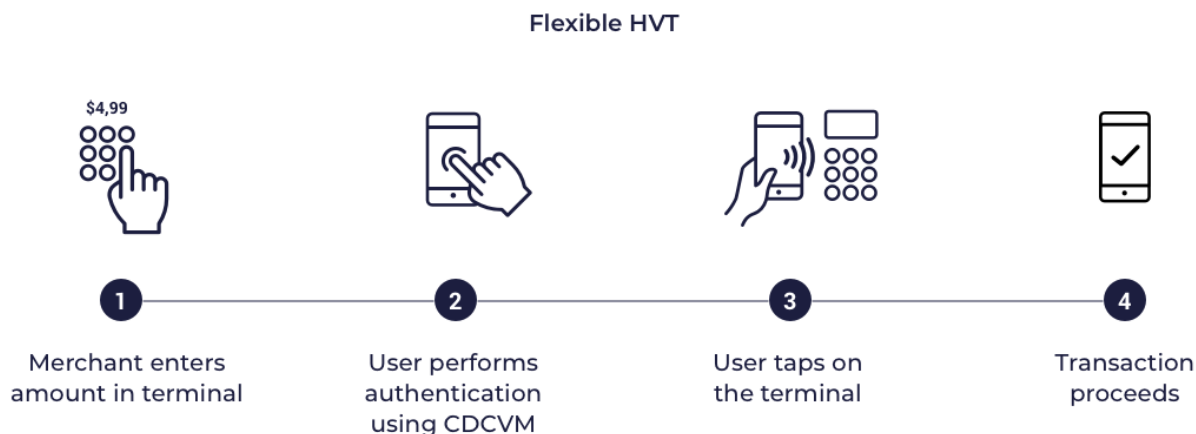 Flexible HVT
$4,99
1
2
3
4
Merchant enters
amount in terminal
User performs
authentication
using CDCVM
User taps on
the terminal
Transaction
proceeds